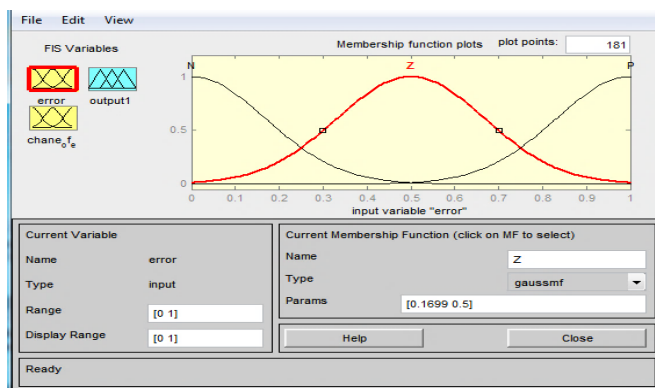 File Edit View
FIS Variables
Membership function plots plot points: 181
N Z P
1
error output1
chane_of_e
0.5
0
0 0.1 0.2 0.3 0.4 0.5 0.6 0.7 0.8 0.9 1
input variable "error"
Current Variable
Name error
Type input
Range [0 1]
Display Range [0 1]
Current Membership Function (click on MF to select)
Name Z
Type gaussmf
Params [0.1699 0.5]
Help Close
Ready